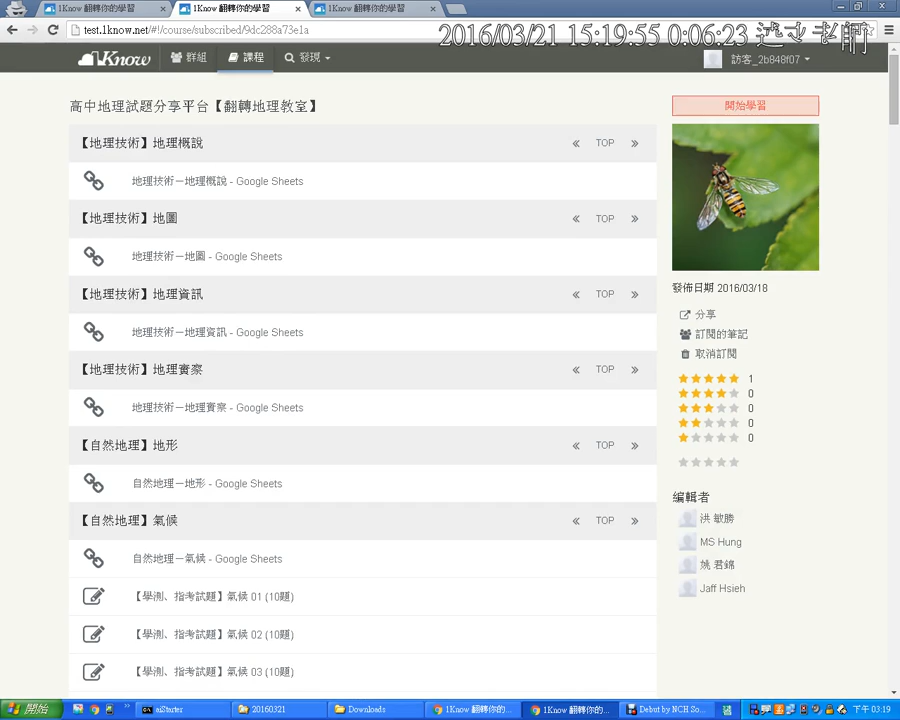 1Know 翻轉你的學習
1Know 翻轉你的學習
1Know 翻轉你的學習
test.1know.net/#!/course/subscribed/9dc288a73e1a
2016/03/21 15:19:55 0:06:23
1Know
群組
課程
發現
訪客_2b848f07
高中地理試題分享平台【翻轉地理教室】
開始學習
【地理技術】地理概說
TOP
地理技術－地理概說 - Google Sheets
【地理技術】地圖
TOP
地理技術－地圖 - Google Sheets
【地理技術】地理資訊
TOP
地理技術－地理資訊 - Google Sheets
【地理技術】地理實察
TOP
地理技術－地理實察 - Google Sheets
【自然地理】地形
TOP
自然地理－地形 - Google Sheets
【自然地理】氣候
TOP
自然地理－氣候 - Google Sheets
【學測、指考試題】氣候 01 (10題)
【學測、指考試題】氣候 02 (10題)
【學測、指考試題】氣候 03 (10題)
發佈日期 2016/03/18
分享
訂閱的筆記
取消訂閱
1
0
0
0
0
編輯者
洪 敏勝
MS Hung
姚 君錦
Jaff Hsieh
開始
aiStarter
20160321
Downloads
1Know 翻轉你的...
1Know 翻轉你的...
Debut by NCH So...
下午 03:19